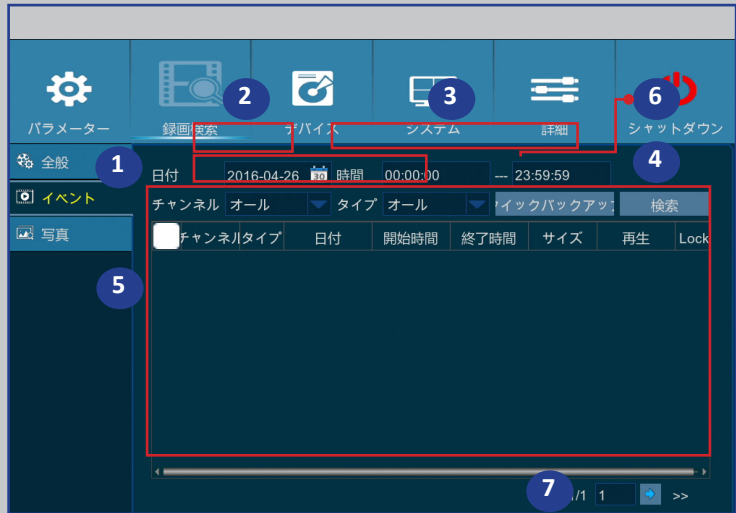 2 3 6
パラメーター 録画検索 デバイス システム 詳細 シャットダウン
全般 1 4
日付 2016-04-26 30 時間 00:00:00 --- 23:59:59
イベント チャンネル オール タイプ オール イックバックアップ 検索
写真 チャンネル タイプ 日付 開始時間 終了時間 サイズ 再生 Lock
5
7 /1 1 >>